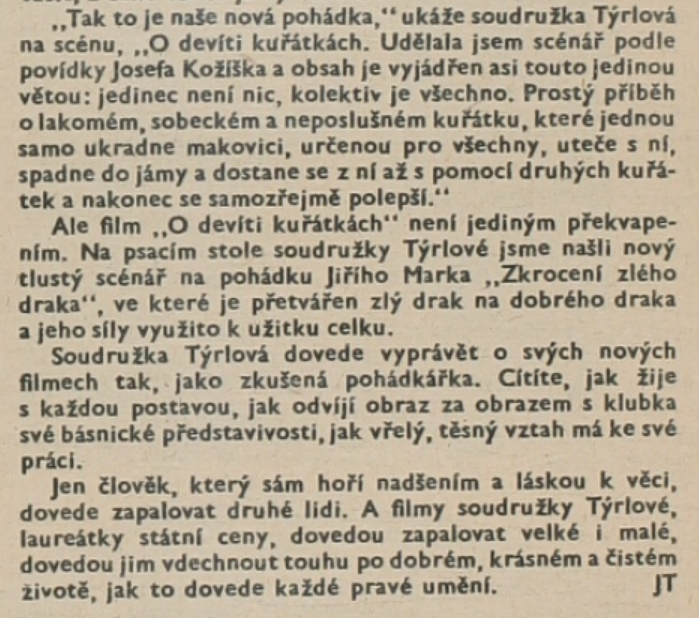 „Tak to je naše nová pohádka,“ ukáže soudružka Týrlová
na scénu, „O devíti kuřátkách. Udělala jsem scénář podle
povídky Josefa Kožíška a obsah je vyjádřen asi touto jedinou
větou: jedinec není nic, kolektiv je všechno. Prostý příběh
o lakomém, sobeckém a neposlušném kuřátku, které jednou
samo ukradne makovici, určenou pro všechny, uteče s ní,
spadne do jámy a dostane se z ní až s pomocí druhých kuřá-
tek a nakonec se samozřejmě polepší.“
Ale film „O devíti kuřátkách“ není jediným překvape-
ním. Na psacím stole soudružky Týrlové jsme našli nový
tlustý scénář na pohádku Jiřího Marka „Zkrocení zlého
draka“, ve které je přetvářen zlý drak na dobrého draka
a jeho síly využito k užitku celku.
Soudružka Týrlová dovede vyprávět o svých nových
filmech tak, jako zkušená pohádkářka. Cítíte, jak žije
s každou postavou, jak odvíjí obraz za obrazem s klubka
své básnické představivosti, jak vřelý, těsný vztah má ke své
práci.
Jen člověk, který sám hoří nadšením a láskou k věci,
dovede zapalovat druhé lidi. A filmy soudružky Týrlové,
laureátky státní ceny, dovedou zapalovat velké i malé,
dovedou jim vdechnout touhu po dobrém, krásném a čistém
životě, jak to dovede každé pravé umění. JT